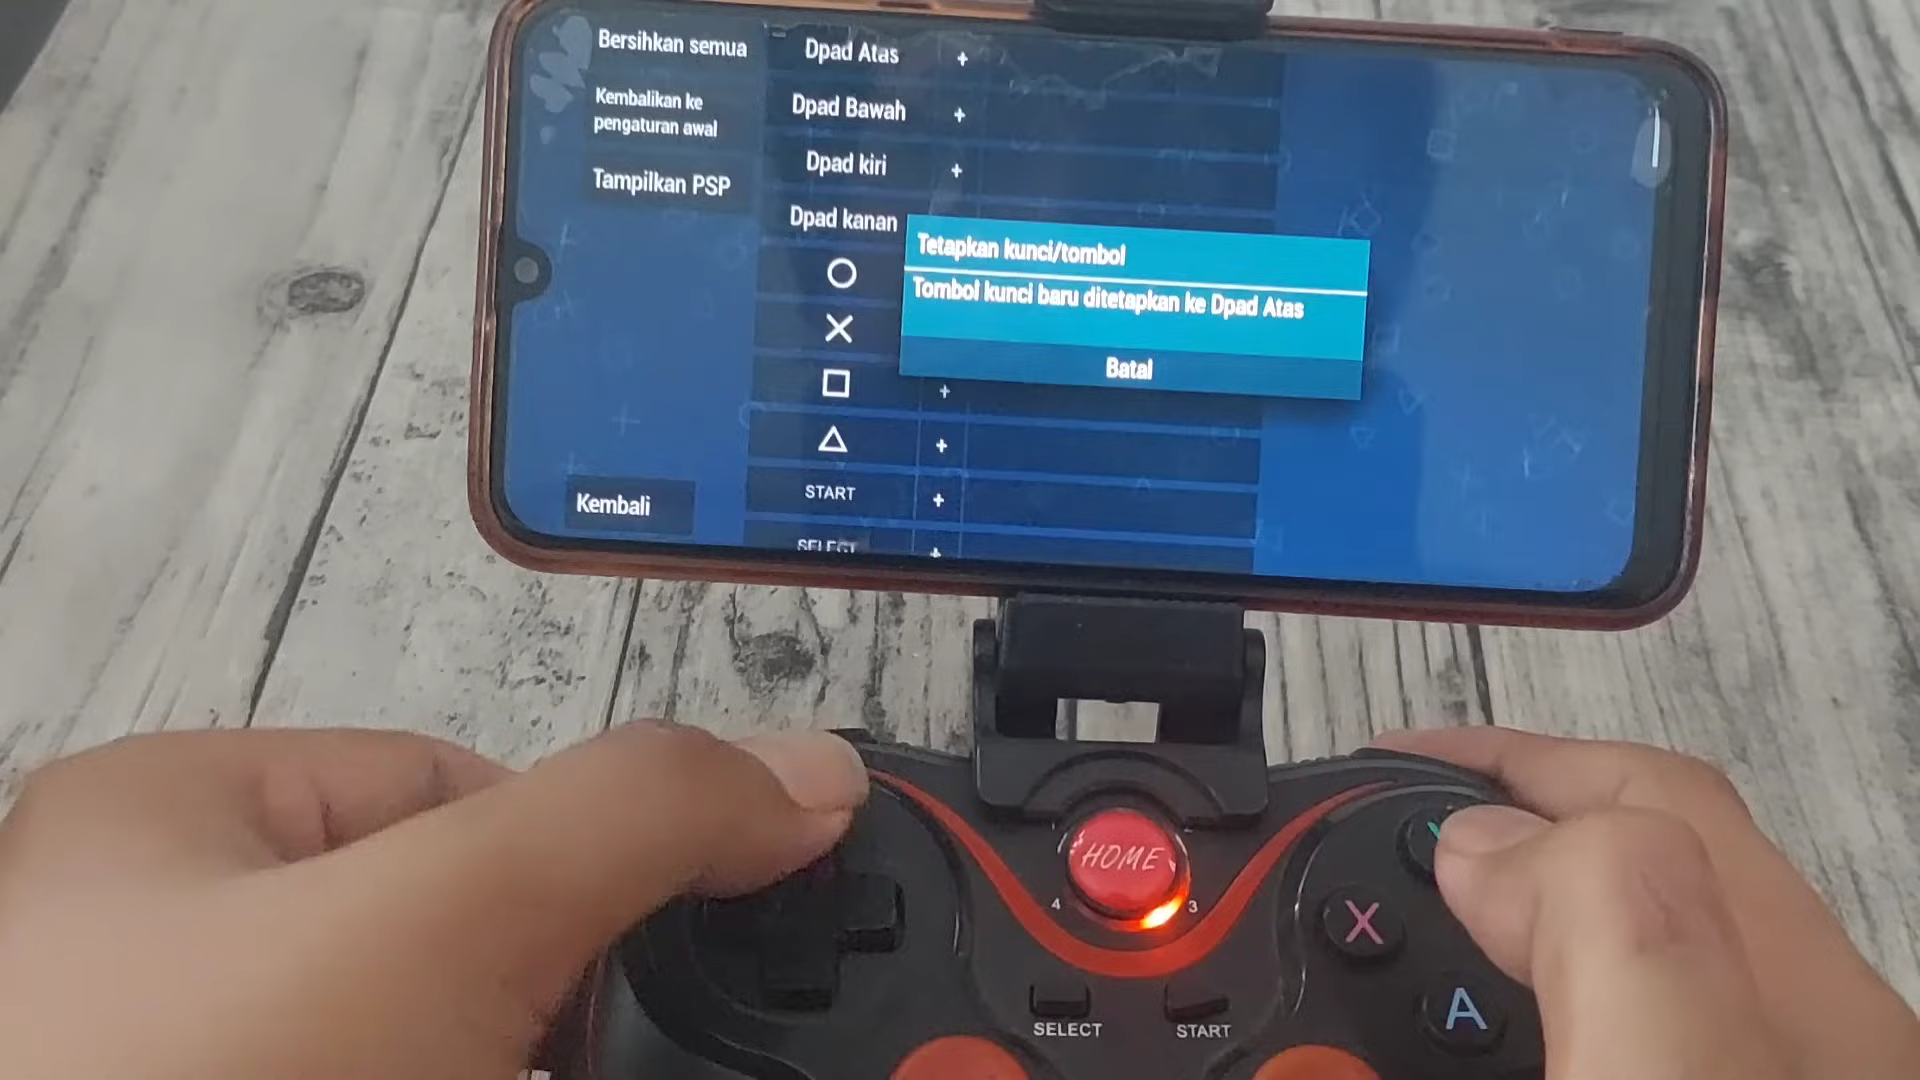 Bersihkan semua
Kembalikan ke
pengaturan awal
Tampilkan PSP
Kembali
Dpad Atas +
Dpad Bawah +
Dpad kiri +
Dpad kanan
+
+
START +
SELECT +
Tetapkan kunci/tombol
Tombol kunci baru ditetapkan ke Dpad Atas
Batal
HOME
4 3
X
A
SELECT
START